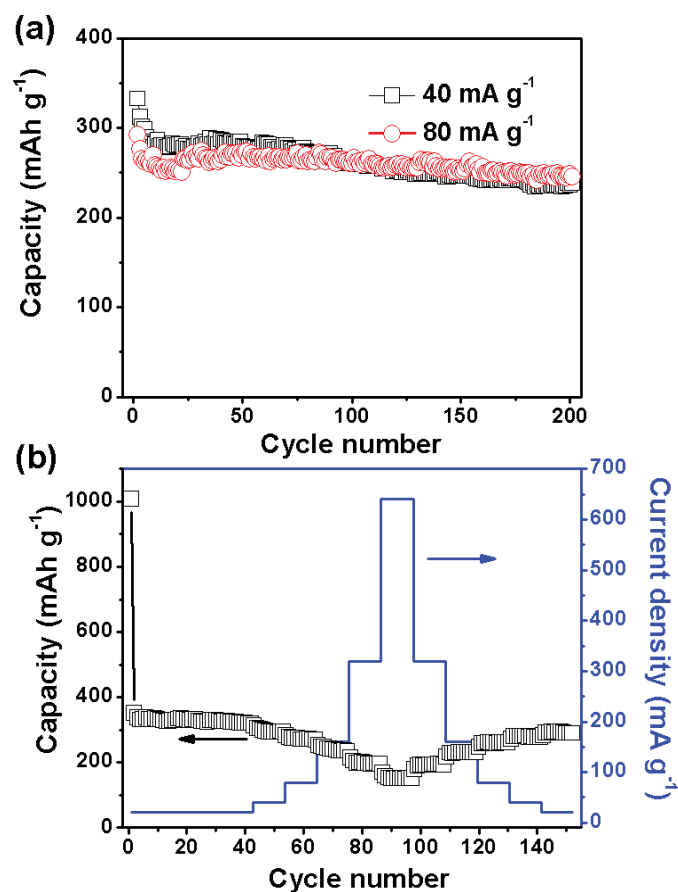 (a)
400
300
200
100
0
Capacity (mAh g⁻¹)
40 mA g⁻¹
80 mA g⁻¹
0 50 100 150 200
Cycle number
(b)
1000
800
600
400
200
0
Capacity (mAh g⁻¹)
700
600
500
400
300
200
100
0
Current density (mA g⁻¹)
0 20 40 60 80 100 120 140
Cycle number